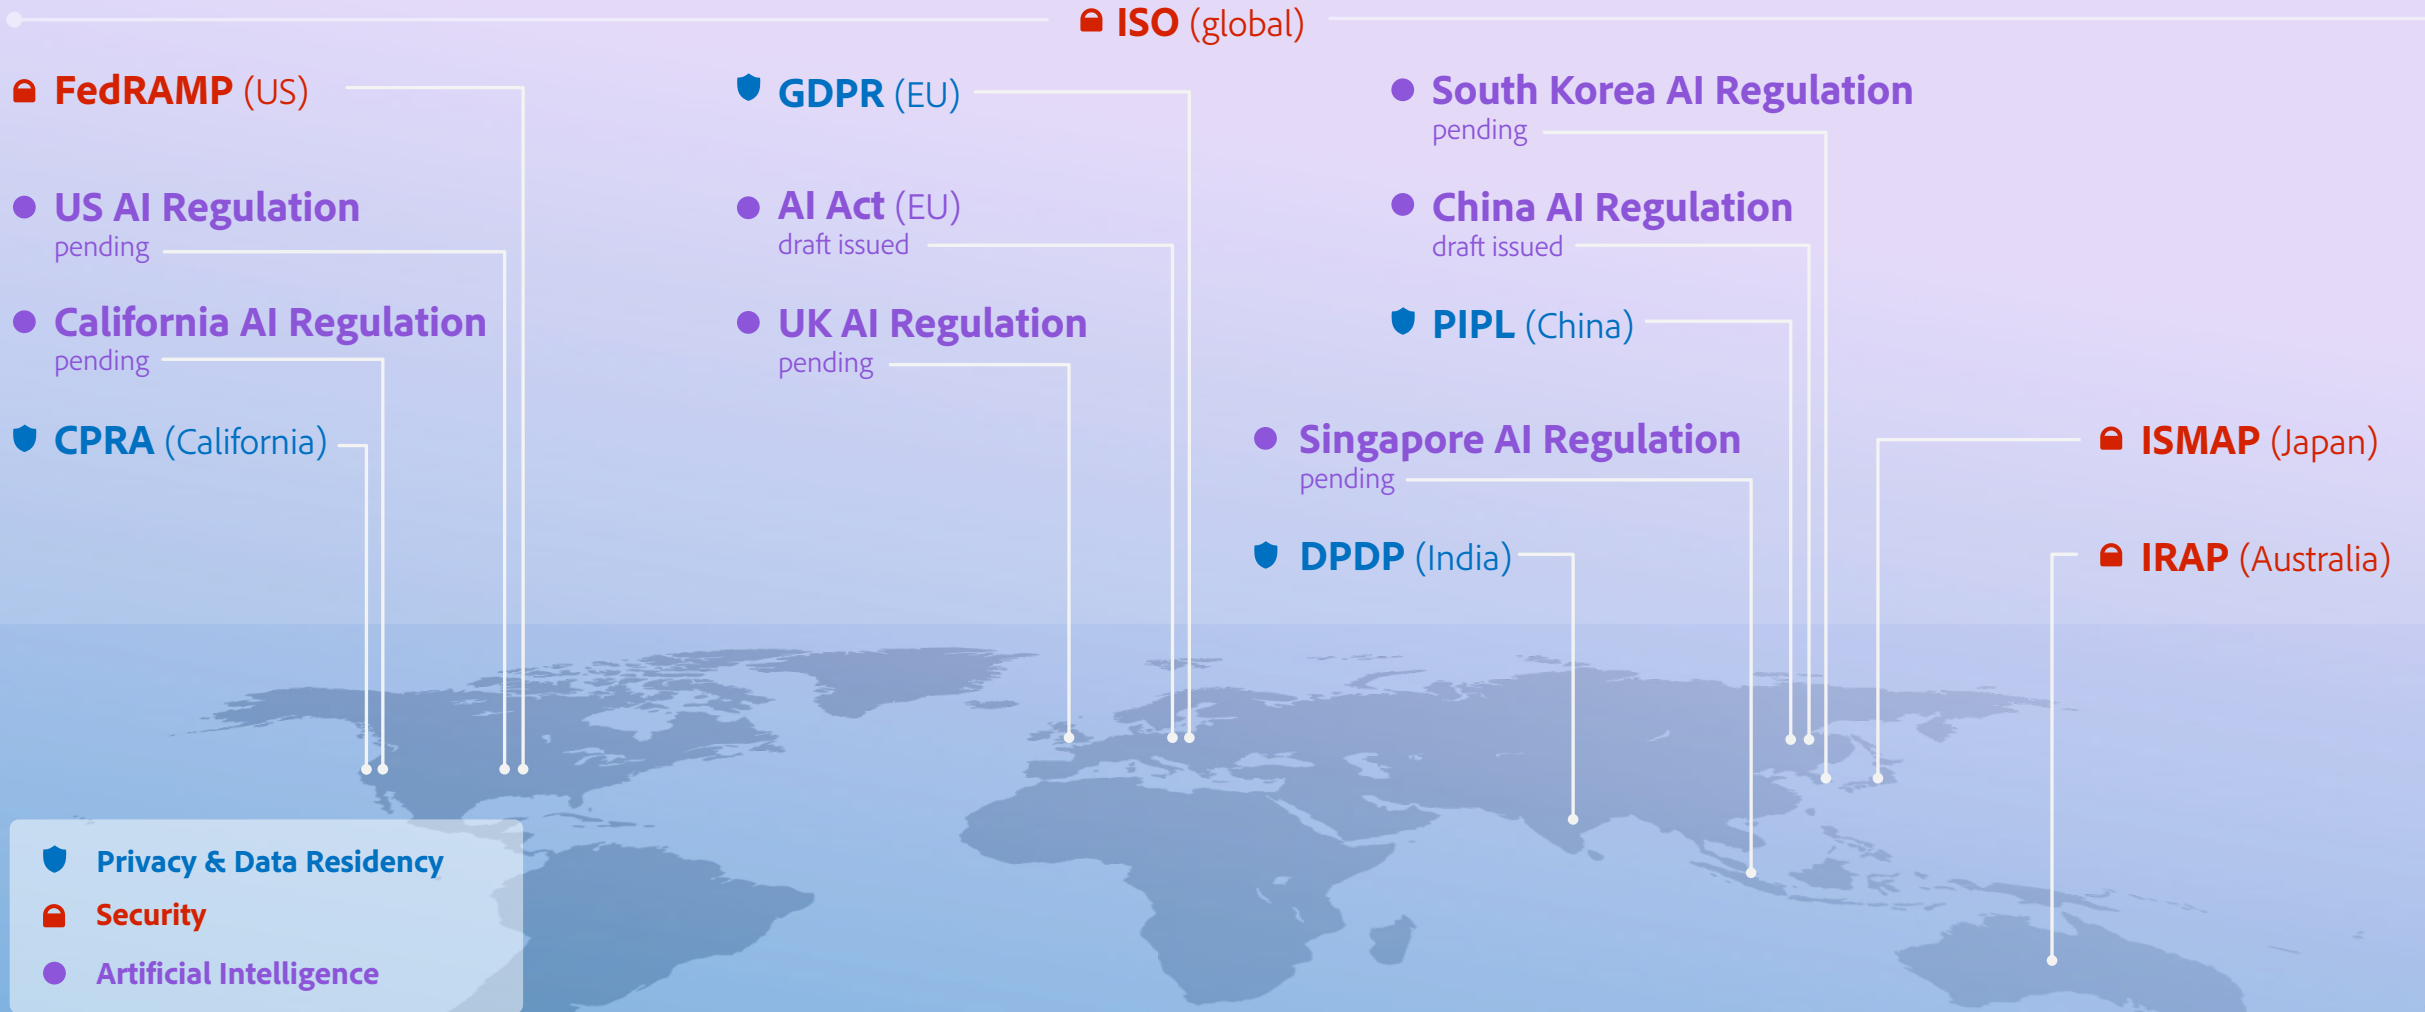 ISO (global)
FedRAMP (US)
US AI Regulation
pending
California AI Regulation
pending
CPRA (California)
GDPR (EU)
AI Act (EU)
draft issued
UK AI Regulation
pending
South Korea AI Regulation
pending
China AI Regulation
draft issued
PIPL (China)
Singapore AI Regulation
pending
DPDP (India)
ISMAP (Japan)
IRAP (Australia)
Privacy & Data Residency
Security
Artificial Intelligence